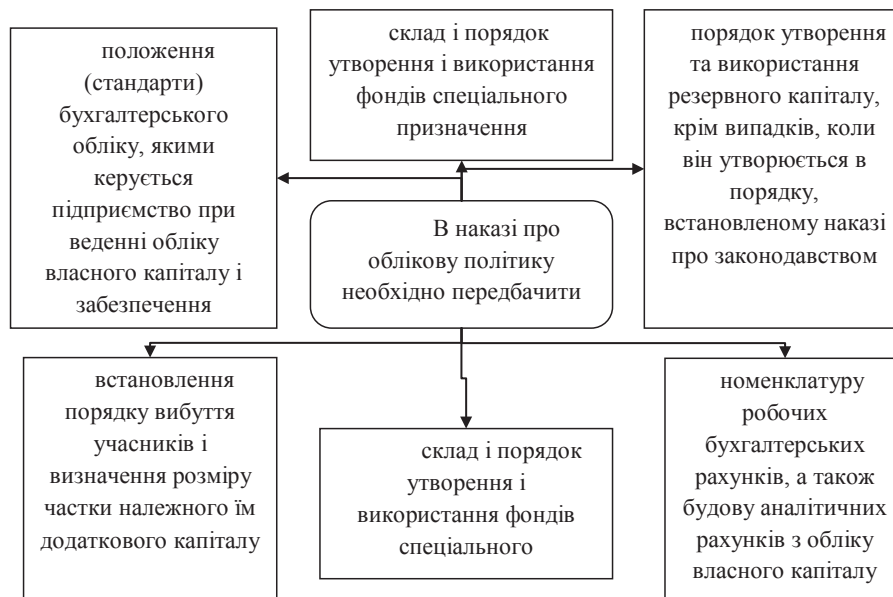 положення
(стандарти)
бухгалтерського
обліку, якими
керується
підприємство при
веденні обліку
власного капіталу і
забезпечення
склад і порядок
утворення і використання
фондів спеціального
призначення
порядок утворення
та використання
резервного капіталу,
крім випадків, коли
він утворюється в
порядку,
встановленому наказі
про законодавством
В наказі про
облікову політику
необхідно передбачити
встановлення
порядку вибуття
учасників і
визначення розміру
частки належного їм
додаткового капіталу
склад і порядок
утворення і
використання фондів
спеціального
номенклатуру
робочих
бухгалтерських
рахунків, а також
будову аналітичних
рахунків з обліку
власного капіталу